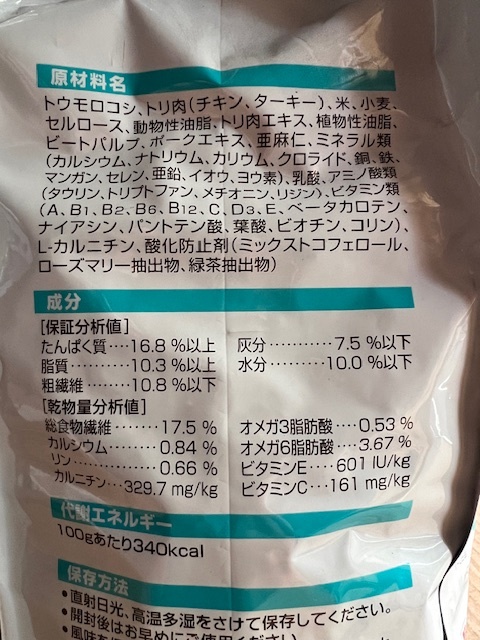 原材料名
トウモロコシ、トリ肉(チキン、ターキー)、米、小麦、
セルロース、動物性油脂、トリ肉エキス、植物性油脂、
ビートパルプ、ポークエキス、亜麻仁、ミネラル類
(カルシウム、ナトリウム、カリウム、クロライド、銅、鉄、
マンガン、セレン、亜鉛、イオウ、ヨウ素)、乳酸、アミノ酸類
(タウリン、トリプトファン、メチオニン、リジン)、ビタミン類
(A、B1、B2、B6、B12、C、D3、E、ベータカロテン、
ナイアシン、パントテン酸、葉酸、ビオチン、コリン)、
L-カルニチン、酸化防止剤(ミックストコフェロール、
ローズマリー抽出物、緑茶抽出物)
成分
[保証分析値]
たんぱく質‥‥16.8 %以上 灰分‥‥‥‥‥7.5 %以下
脂質‥‥‥‥‥10.3 %以上 水分‥‥‥‥10.0 %以下
粗繊維‥‥‥‥10.8 %以下
[乾物量分析値]
総食物繊維‥‥‥17.5 % オメガ3脂肪酸‥‥0.53 %
カルシウム‥‥‥0.84 % オメガ6脂肪酸‥‥3.67 %
リン‥‥‥‥‥‥0.66 % ビタミンE‥‥601 IU/kg
カルニチン‥329.7 mg/kg ビタミンC‥‥161 mg/kg
代謝エネルギー
100gあたり340kcal
保存方法
•直射日光、高温多湿をさけて保存してください。
•開封後はお早めにご使用ください。